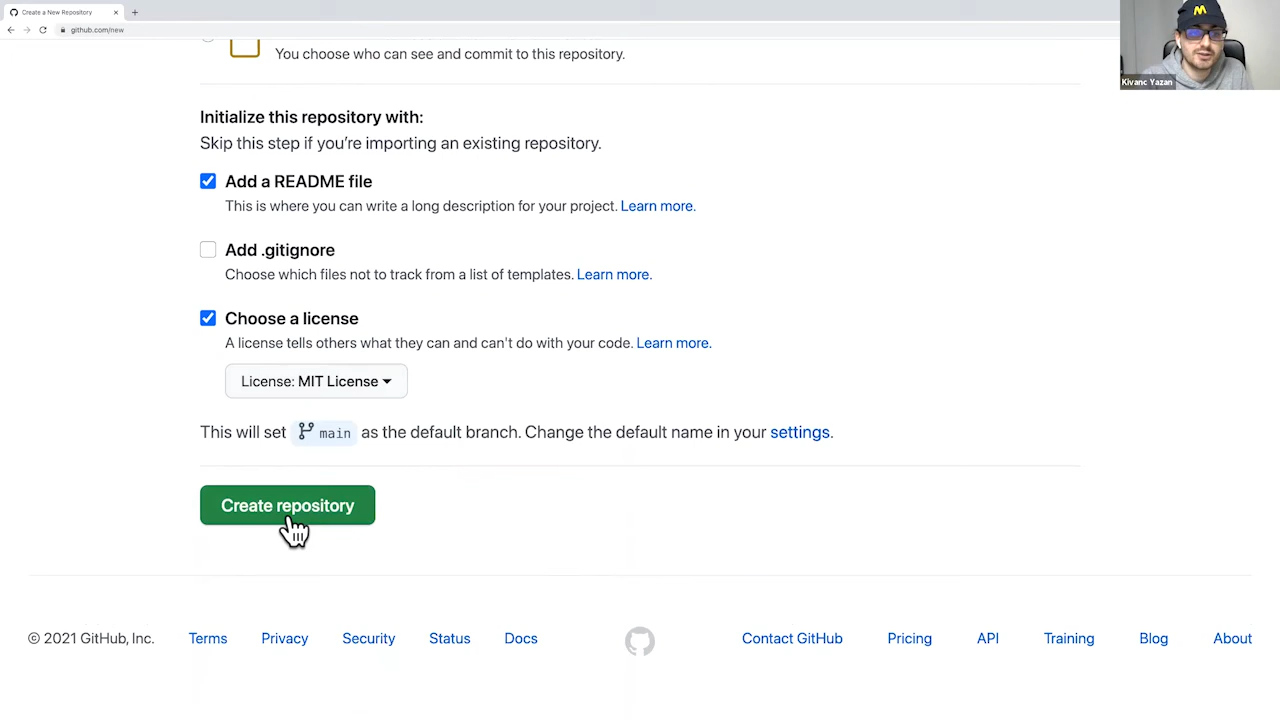 Create a New Repository
github.com/new
M
Kivanc Yazan
You choose who can see and commit to this repository.
Initialize this repository with:
Skip this step if you're importing an existing repository.
Add a README file
This is where you can write a long description for your project. Learn more.
Add .gitignore
Choose which files not to track from a list of templates. Learn more.
Choose a license
A license tells others what they can and can't do with your code. Learn more.
License: MIT License
This will set main as the default branch. Change the default name in your settings.
Create repository
© 2021 GitHub, Inc. Terms Privacy Security Status Docs Contact GitHub Pricing API Training Blog About